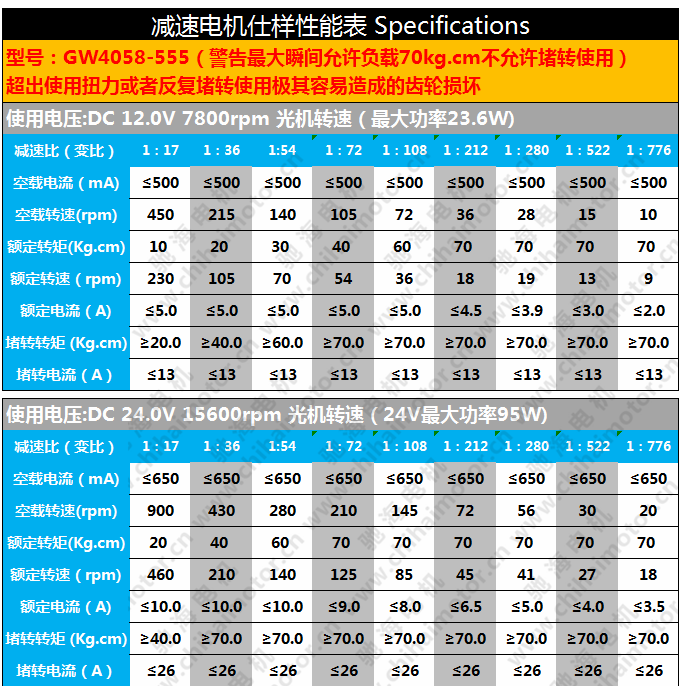 减速电机仕样性能表 Specifications
型号：GW4058-555（警告最大瞬间允许负载70kg.cm不允许堵转使用）
超出使用扭力或者反复堵转使用极其容易造成的齿轮损坏
使用电压:DC 12.0V 7800rpm 光机转速（最大功率23.6W)
减速比（变比） 1：17 1：36 1:54 1：72 1：108 1：212 1：280 1：522 1：776
空载电流（mA) ≤500 ≤500 ≤500 ≤500 ≤500 ≤500 ≤500 ≤500 ≤500
空载转速(rpm) 450 215 140 105 72 36 28 15 10
额定转矩(Kg.cm) 10 20 30 40 60 70 70 70 70
额定转速（rpm) 230 105 70 54 36 18 19 13 9
额定电流（A) ≤5.0 ≤5.0 ≤5.0 ≤5.0 ≤5.0 ≤4.5 ≤3.9 ≤3.0 ≤2.0
堵转转矩 (Kg.cm) ≥20.0 ≥40.0 ≥60.0 ≥70.0 ≥70.0 ≥70.0 ≥70.0 ≥70.0 ≥70.0
堵转电流（A ) ≤13 ≤13 ≤13 ≤13 ≤13 ≤13 ≤13 ≤13 ≤13
使用电压:DC 24.0V 15600rpm 光机转速（24V最大功率95W)
减速比（变比） 1：17 1：36 1:54 1：72 1：108 1：212 1：280 1：522 1：776
空载电流（mA) ≤650 ≤650 ≤650 ≤650 ≤650 ≤650 ≤650 ≤650 ≤650
空载转速(rpm) 900 430 280 210 145 72 56 30 20
额定转矩(Kg.cm) 20 40 60 70 70 70 70 70 70
额定转速（rpm) 460 210 140 125 85 45 41 27 18
额定电流（A) ≤10.0 ≤10.0 ≤10.0 ≤9.0 ≤8.0 ≤6.5 ≤5.0 ≤4.0 ≤3.5
堵转转矩 (Kg.cm) ≥40.0 ≥70.0 ≥70.0 ≥70.0 ≥70.0 ≥70.0 ≥70.0 ≥70.0 ≥70.0
堵转电流（A ) ≤26 ≤26 ≤26 ≤26 ≤26 ≤26 ≤26 ≤26 ≤26
驰海电机
www.chihaimotor.cn